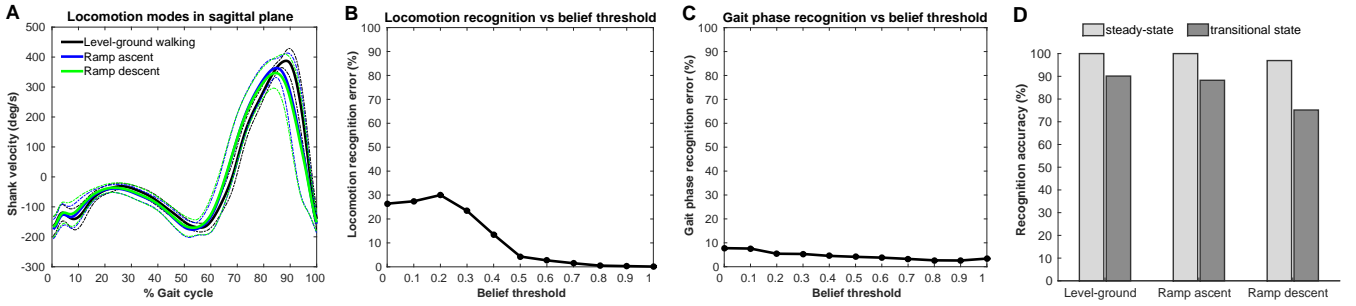 A
Locomotion modes in sagittal plane
Shank velocity (deg/s)
500
400
300
200
100
0
-100
-200
-300
Level-ground walking
Ramp ascent
Ramp descent
0 10 20 30 40 50 60 70 80 90 100
% Gait cycle
B
Locomotion recognition vs belief threshold
Locomotion recognition error (%)
100
90
80
70
60
50
40
30
20
10
0
0 0.1 0.2 0.3 0.4 0.5 0.6 0.7 0.8 0.9 1
Belief threshold
C
Gait phase recognition vs belief threshold
Gait phase recognition error (%)
100
90
80
70
60
50
40
30
20
10
0
0 0.1 0.2 0.3 0.4 0.5 0.6 0.7 0.8 0.9 1
Belief threshold
D
steady-state transitional state
Recognition accuracy (%)
100
90
80
70
60
50
40
30
20
10
0
Level-ground Ramp ascent Ramp descent